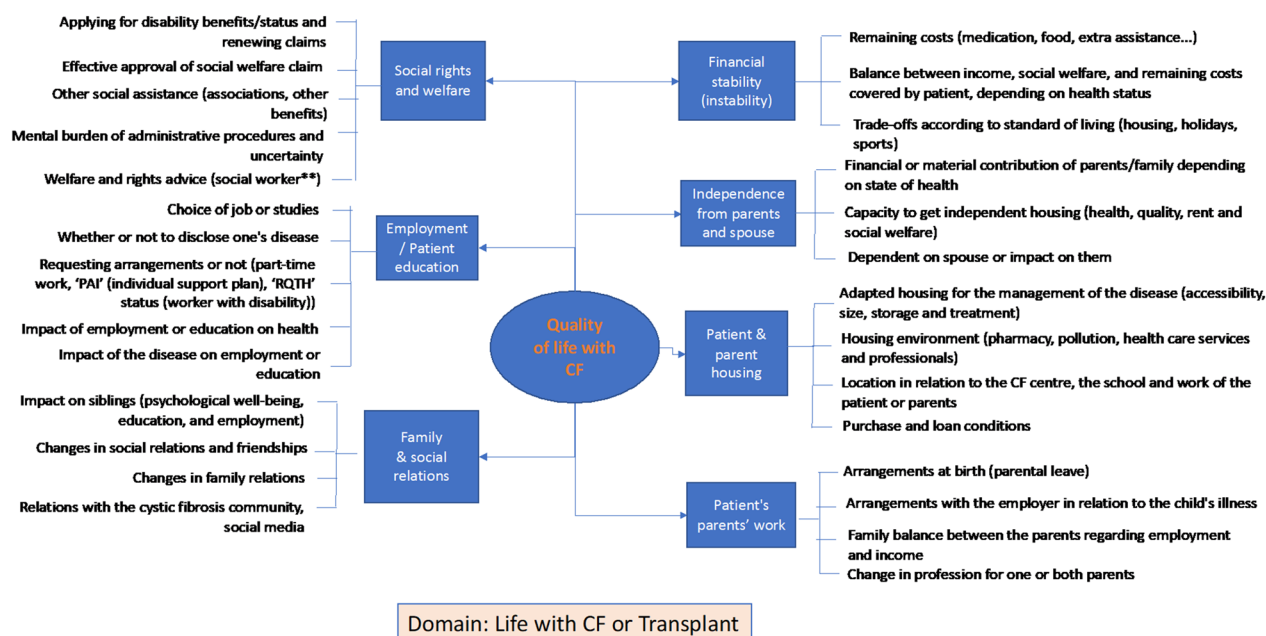 Applying for disability benefits/status and
renewing claims
Effective approval of social welfare claim
Other social assistance (associations, other
benefits)
Mental burden of administrative procedures and
uncertainty
Welfare and rights advice (social worker**)
Social rights
and welfare
Choice of job or studies
Whether or not to disclose one's disease
Requesting arrangements or not (part-time
work, ‘PAI’ (individual support plan), ‘RQTH’
status (worker with disability))
Impact of employment or education on health
Impact of the disease on employment or
education
Employment
/ Patient
education
Impact on siblings (psychological well-being,
education, and employment)
Changes in social relations and friendships
Changes in family relations
Relations with the cystic fibrosis community,
social media
Family
& social
relations
Quality
of life with
CF
Financial
stability
(instability)
Remaining costs (medication, food, extra assistance...)
Balance between income, social welfare, and remaining costs
covered by patient, depending on health status
Trade-offs according to standard of living (housing, holidays,
sports)
Independence
from parents
and spouse
Financial or material contribution of parents/family depending
on state of health
Capacity to get independent housing (health, quality, rent and
social welfare)
Dependent on spouse or impact on them
Patient &
parent
housing
Adapted housing for the management of the disease (accessibility,
size, storage and treatment)
Housing environment (pharmacy, pollution, health care services
and professionals)
Location in relation to the CF centre, the school and work of the
patient or parents
Purchase and loan conditions
Patient's
parents’ work
Arrangements at birth (parental leave)
Arrangements with the employer in relation to the child's illness
Family balance between the parents regarding employment
and income
Change in profession for one or both parents
Domain: Life with CF or Transplant